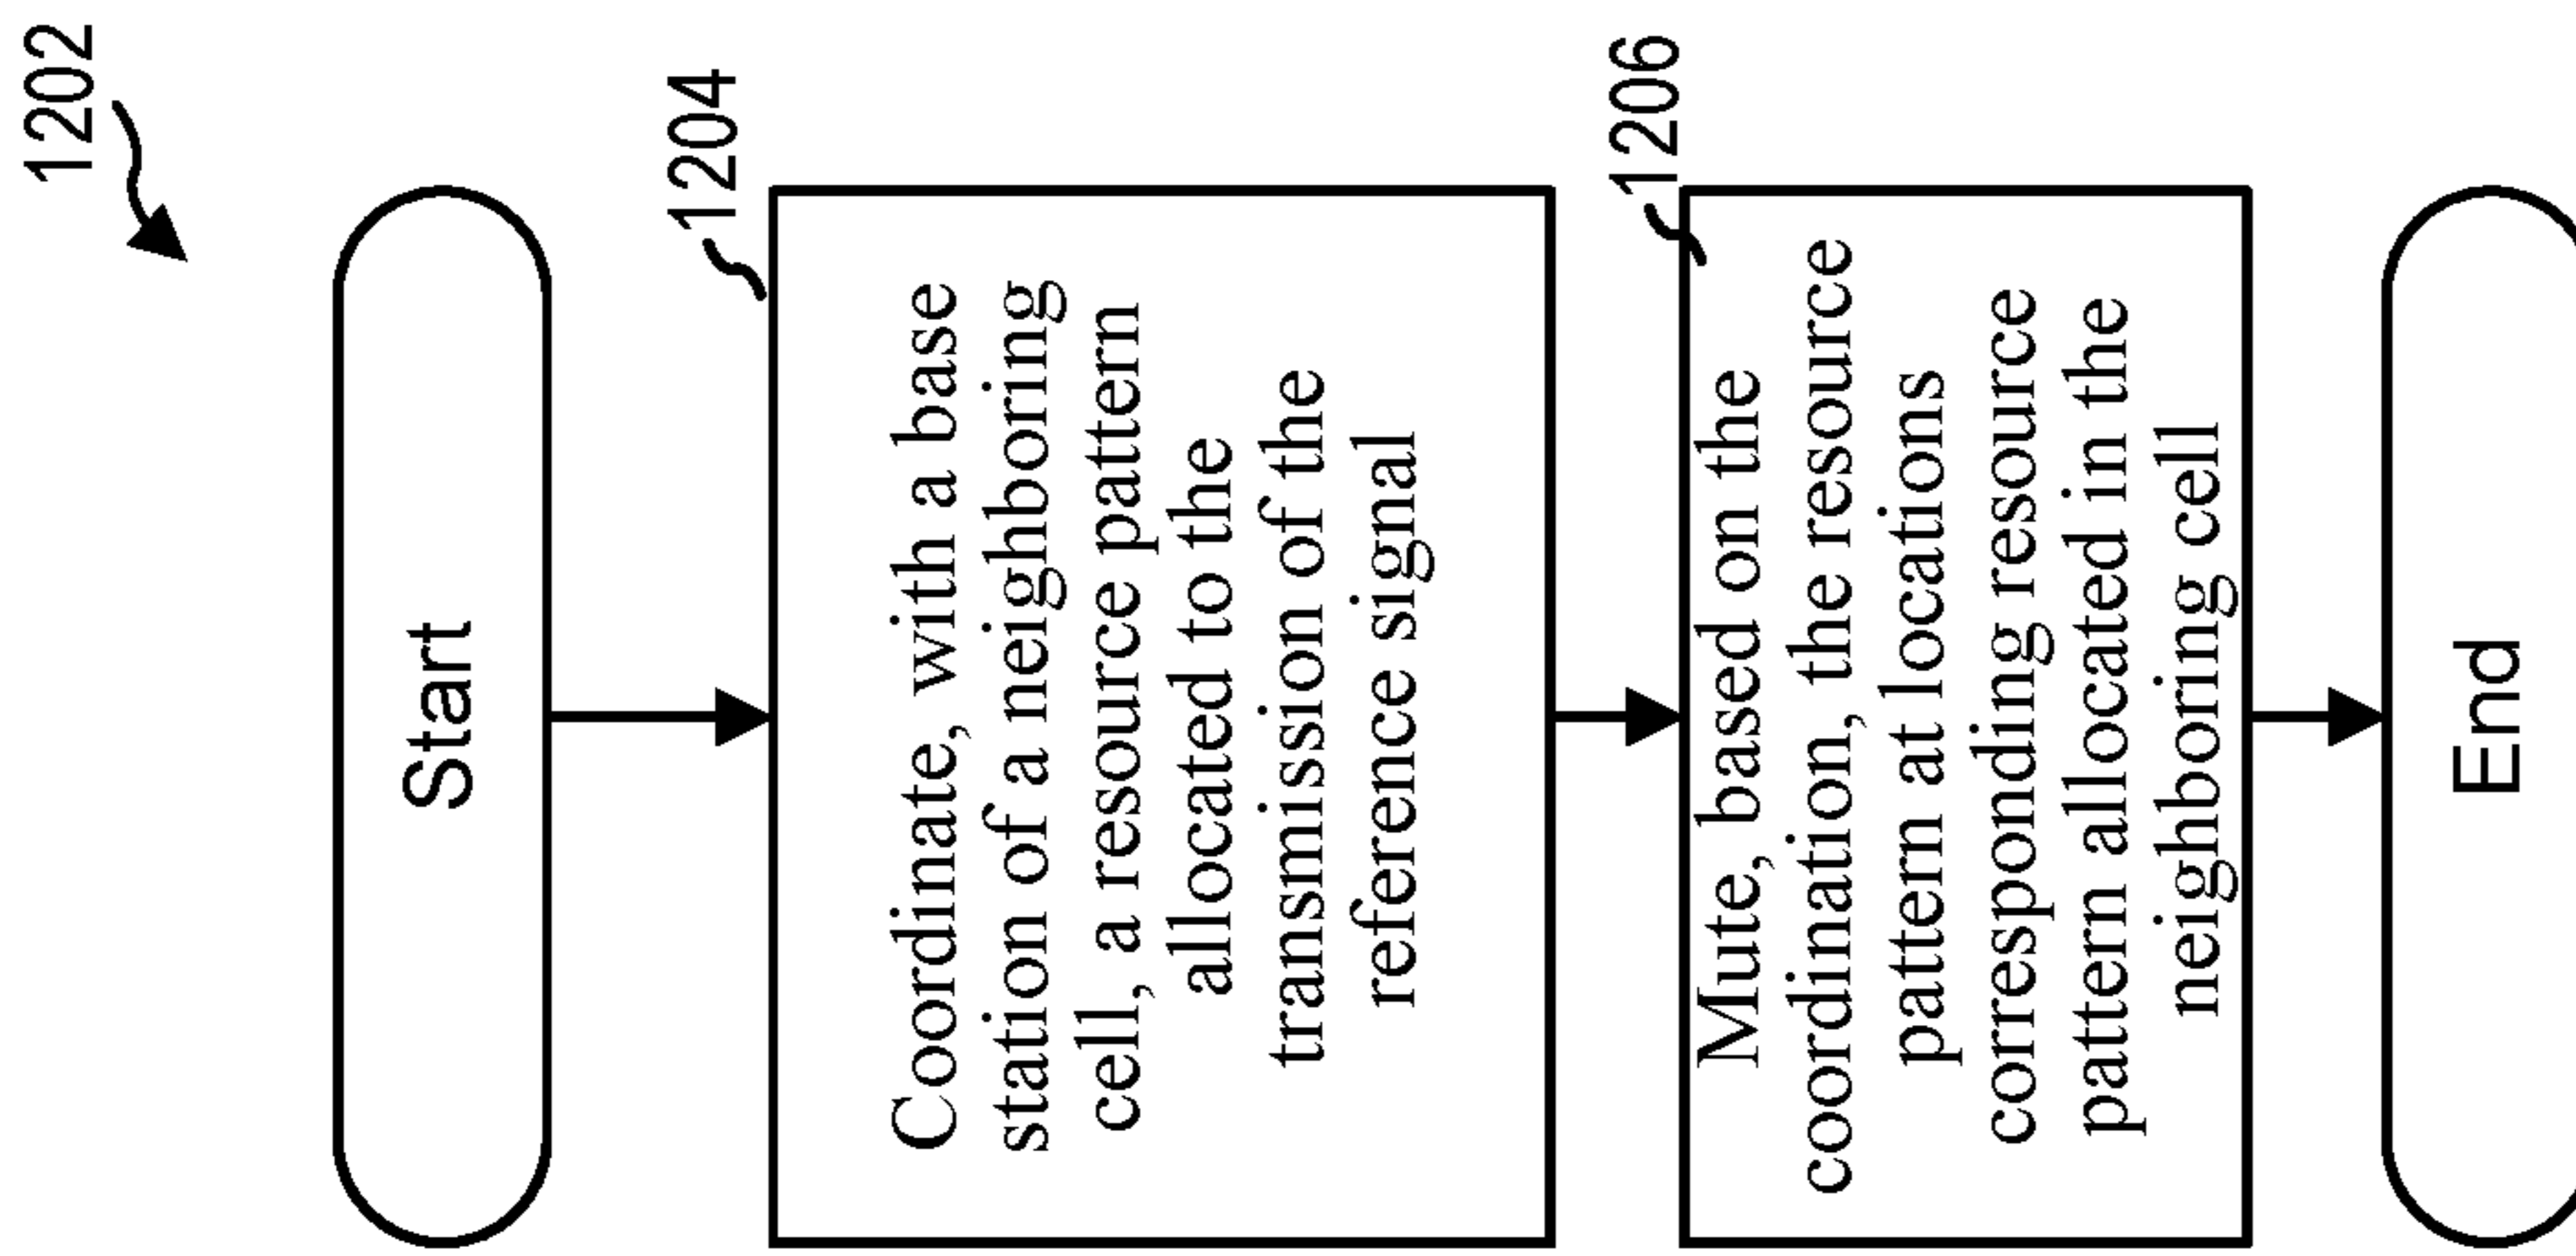 1202
Start
1204
Coordinate, with a base
station of a neighboring
cell, a resource pattern
allocated to the
transmission of the
reference signal
1206
Mute, based on the
coordination, the resource
pattern at locations
corresponding resource
pattern allocated in the
neighboring cell
End